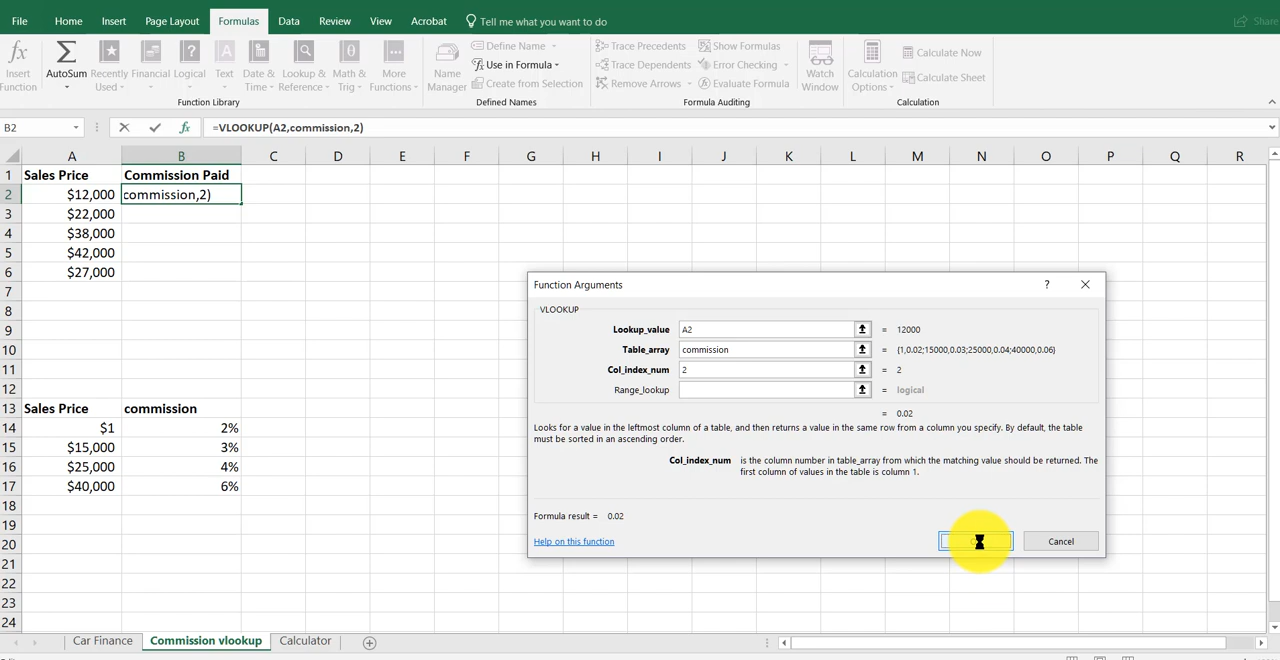 File Home Insert Page Layout Formulas Data Review View Acrobat Tell me what you want to do Share
fx Insert Function
Σ AutoSum
Recently Used
Financial
Logical
Text
Date & Time
Lookup & Reference
Math & Trig
More Functions
Function Library
Name Manager
Define Name
Use in Formula
Create from Selection
Defined Names
Trace Precedents
Trace Dependents
Remove Arrows
Show Formulas
Error Checking
Evaluate Formula
Formula Auditing
Watch Window
Calculation Options
Calculate Now
Calculate Sheet
Calculation
B2 fx =VLOOKUP(A2,commission,2)
A B C D E F G H I J K L M N O P Q R
1 Sales Price Commission Paid
2 $12,000 commission,2)
3 $22,000
4 $38,000
5 $42,000
6 $27,000
7
8
9
10
11
12
13 Sales Price commission
14 $1 2%
15 $15,000 3%
16 $25,000 4%
17 $40,000 6%
18
19
20
21
22
23
24
Function Arguments ?
VLOOKUP
Lookup_value A2 = 12000
Table_array commission = {1,0.02;15000,0.03;25000,0.04;40000,0.06}
Col_index_num 2 = 2
Range_lookup = logical
= 0.02
Looks for a value in the leftmost column of a table, and then returns a value in the same row from a column you specify. By default, the table
must be sorted in an ascending order.
Col_index_num is the column number in table_array from which the matching value should be returned. The
first column of values in the table is column 1.
Formula result = 0.02
Help on this function
Cancel
Car Finance Commission vlookup Calculator